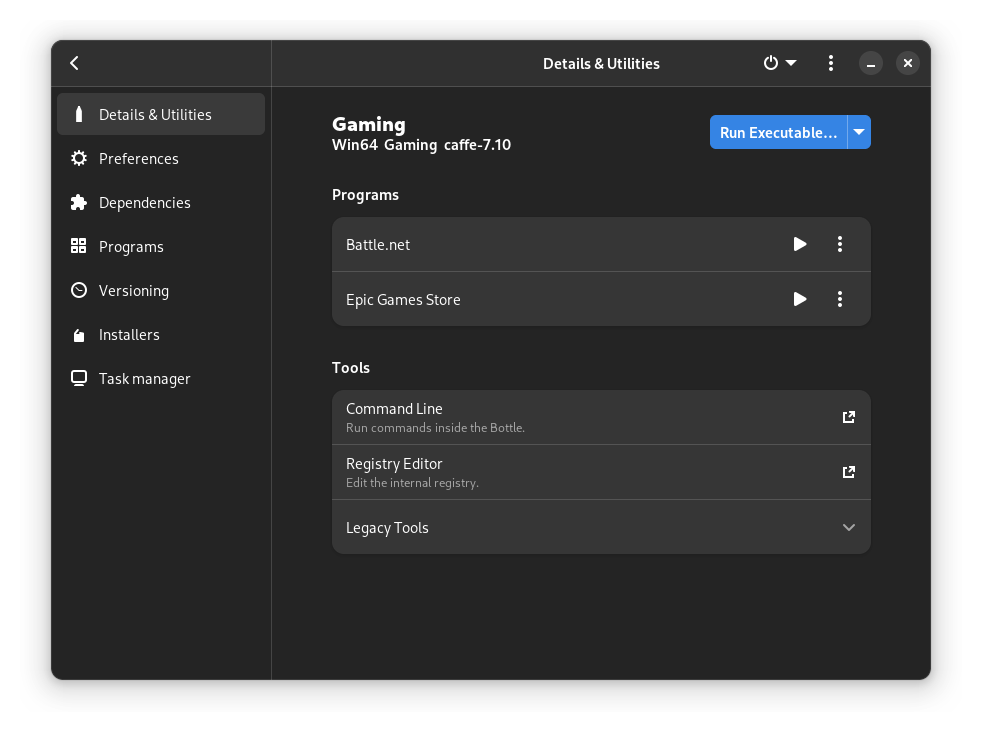 Details & Utilities
Details & Utilities
Preferences
Dependencies
Programs
Versioning
Installers
Task manager
Gaming
Win64 Gaming caffe-7.10
Run Executable...
Programs
Battle.net
Epic Games Store
Tools
Command Line
Run commands inside the Bottle.
Registry Editor
Edit the internal registry.
Legacy Tools